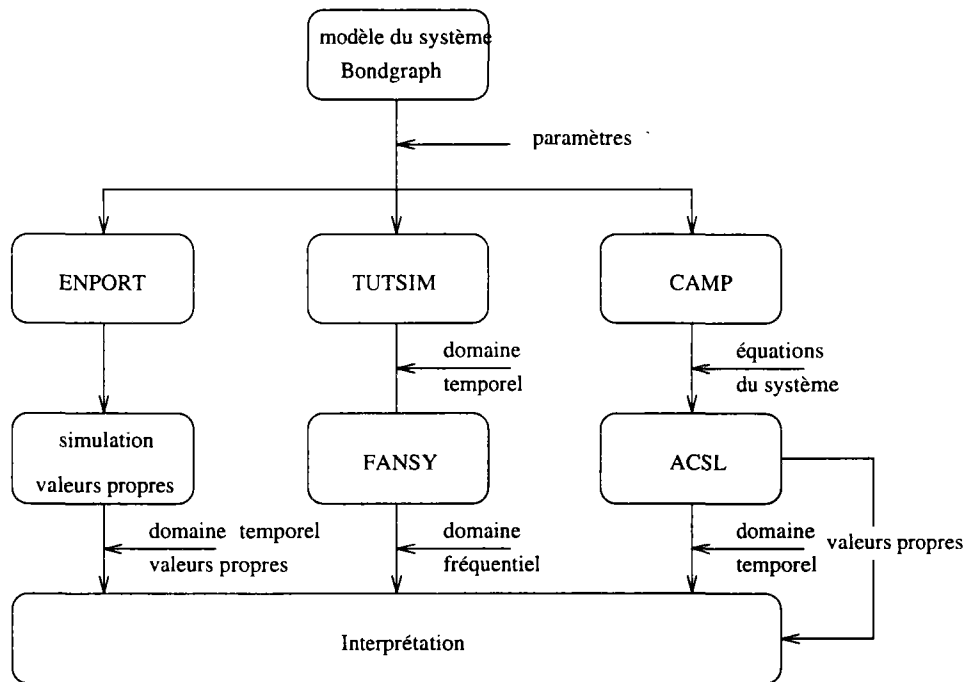 modèle du système
Bondgraph
paramètres
ENPORT
TUTSIM
CAMP
domaine
temporel
équations
du système
simulation
valeurs propres
FANSY
ACSL
domaine temporel
valeurs propres
domaine
fréquentiel
domaine
temporel
valeurs propres
Interprétation